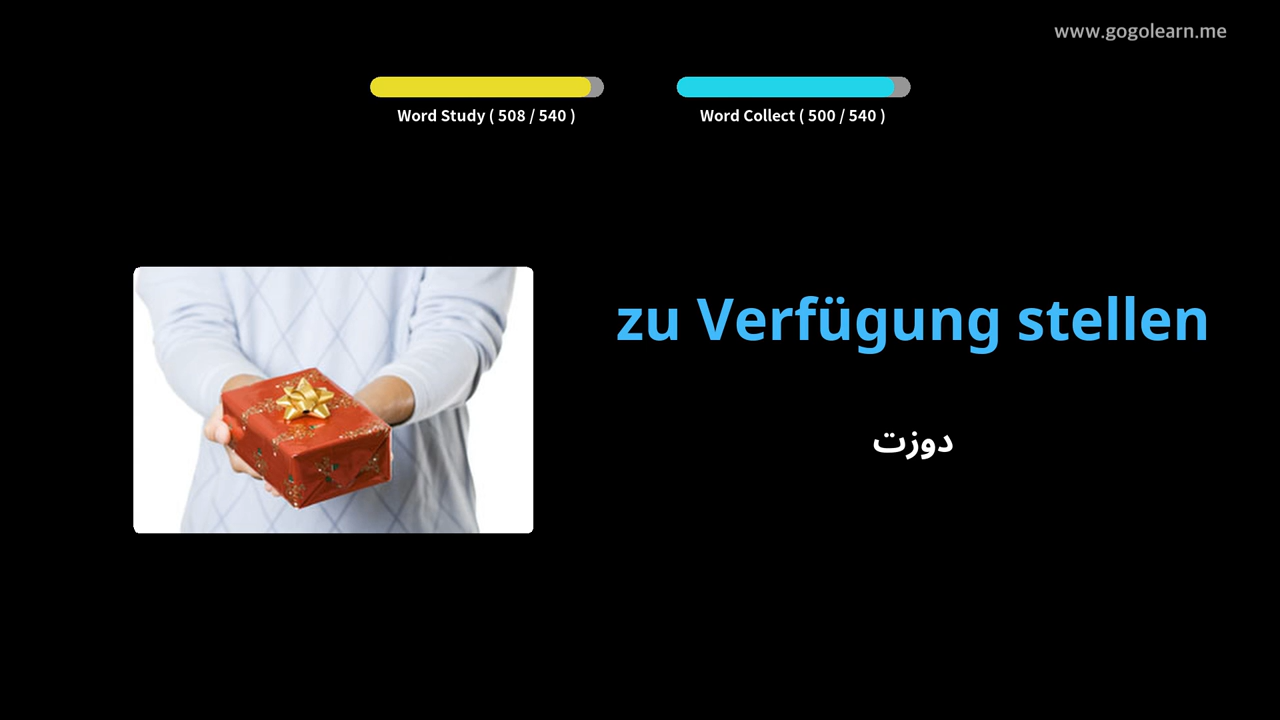 www.gogolearn.me
Word Study ( 508 / 540 )
Word Collect ( 500 / 540 )
zu Verfügung stellen
دوزت